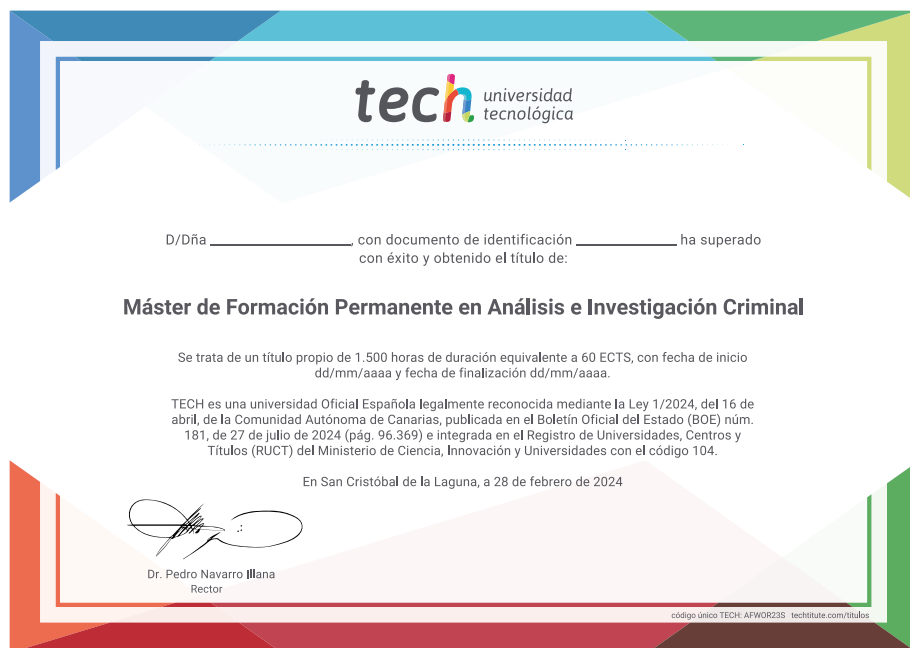 tech universidad
tecnológica
D/Dña ____________________, con documento de identificación ______________ ha superado
con éxito y obtenido el título de:
Máster de Formación Permanente en Análisis e Investigación Criminal
Se trata de un título propio de 1.500 horas de duración equivalente a 60 ECTS, con fecha de inicio
dd/mm/aaaa y fecha de finalización dd/mm/aaaa.
TECH es una universidad Oficial Española legalmente reconocida mediante la Ley 1/2024, del 16 de
abril, de la Comunidad Autónoma de Canarias, publicada en el Boletín Oficial del Estado (BOE) núm.
181, de 27 de julio de 2024 (pág. 96.369) e integrada en el Registro de Universidades, Centros y
Títulos (RUCT) del Ministerio de Ciencia, Innovación y Universidades con el código 104.
En San Cristóbal de la Laguna, a 28 de febrero de 2024
Dr. Pedro Navarro Illana
Rector
código único TECH: AFWOR23S techtitute.com/titulos